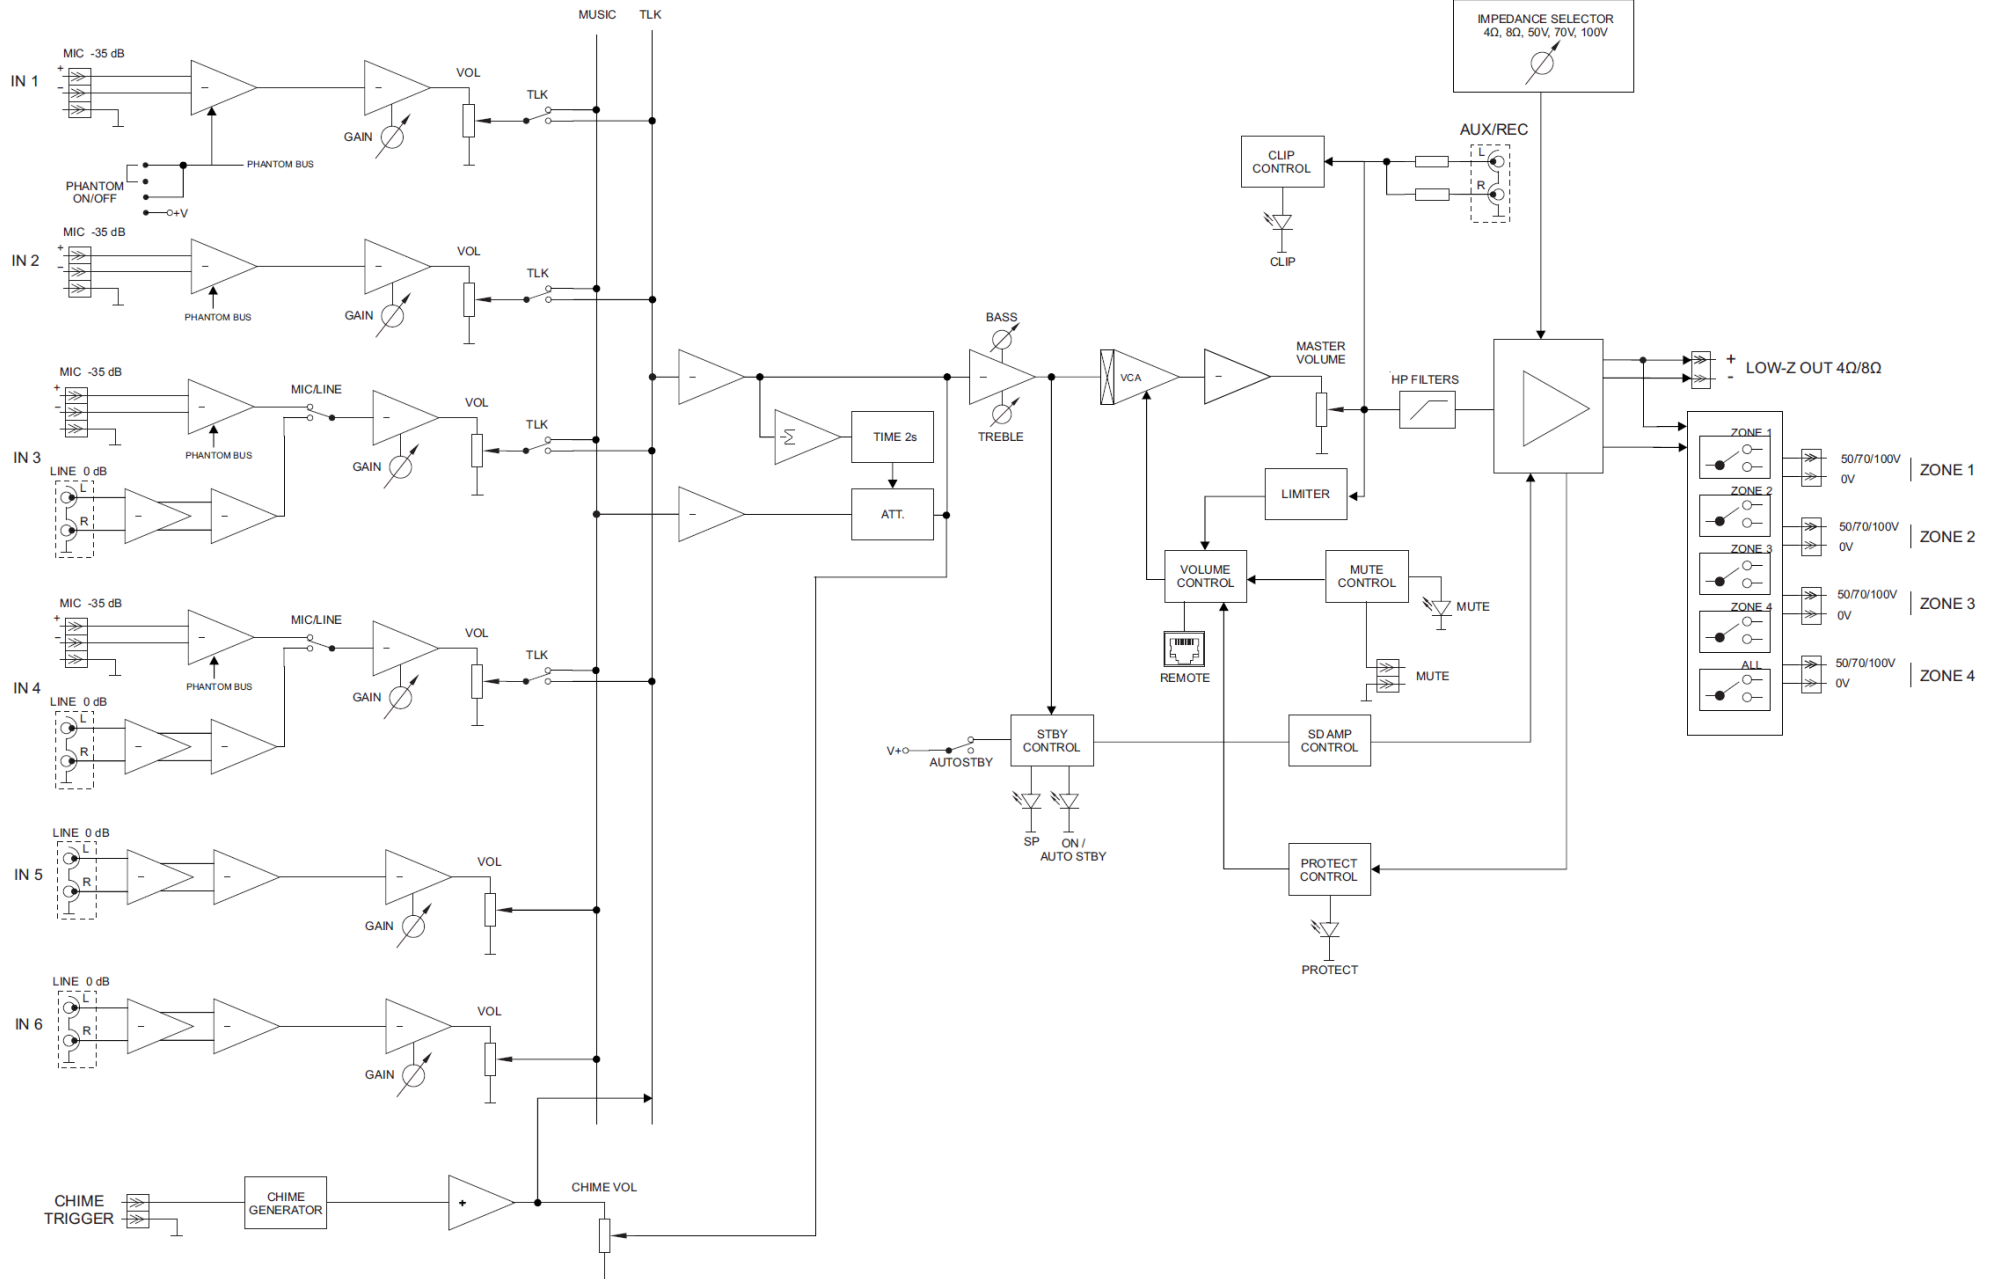 MUSIC TLK
IMPEDANCE SELECTOR
4Ω, 8Ω, 50V, 70V, 100V
IN 1
MIC -35 dB
+
-
GAIN
VOL
TLK
PHANTOM BUS
PHANTOM
ON/OFF
+V
IN 2
MIC -35 dB
+
-
PHANTOM BUS
GAIN
VOL
TLK
IN 3
MIC -35 dB
+
-
PHANTOM BUS
MIC/LINE
LINE 0 dB
L
R
GAIN
VOL
TLK
IN 4
MIC -35 dB
+
-
PHANTOM BUS
MIC/LINE
LINE 0 dB
L
R
GAIN
VOL
TLK
IN 5
LINE 0 dB
L
R
GAIN
VOL
IN 6
LINE 0 dB
L
R
GAIN
VOL
CHIME
TRIGGER
CHIME
GENERATOR
+
CHIME VOL
-Σ
TIME 2s
ATT.
BASS
TREBLE
VCA
MASTER
VOLUME
CLIP
CONTROL
CLIP
AUX/REC
L
R
HP FILTERS
LIMITER
VOLUME
CONTROL
REMOTE
MUTE
CONTROL
MUTE
MUTE
V+
AUTOSTBY
STBY
CONTROL
SP
ON /
AUTO STBY
SD AMP
CONTROL
PROTECT
CONTROL
PROTECT
+
-
LOW-Z OUT 4Ω/8Ω
ZONE 1
ZONE 2
ZONE 3
ZONE 4
ALL
50/70/100V
0V
ZONE 1
50/70/100V
0V
ZONE 2
50/70/100V
0V
ZONE 3
50/70/100V
0V
ZONE 4